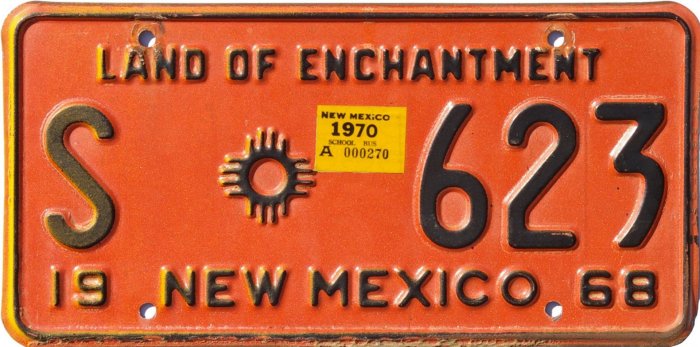 LAND OF ENCHANTMENT
S 623
NEW MEXICO
1970
SCHOOL BUS
A 000270
19 NEW MEXICO 68